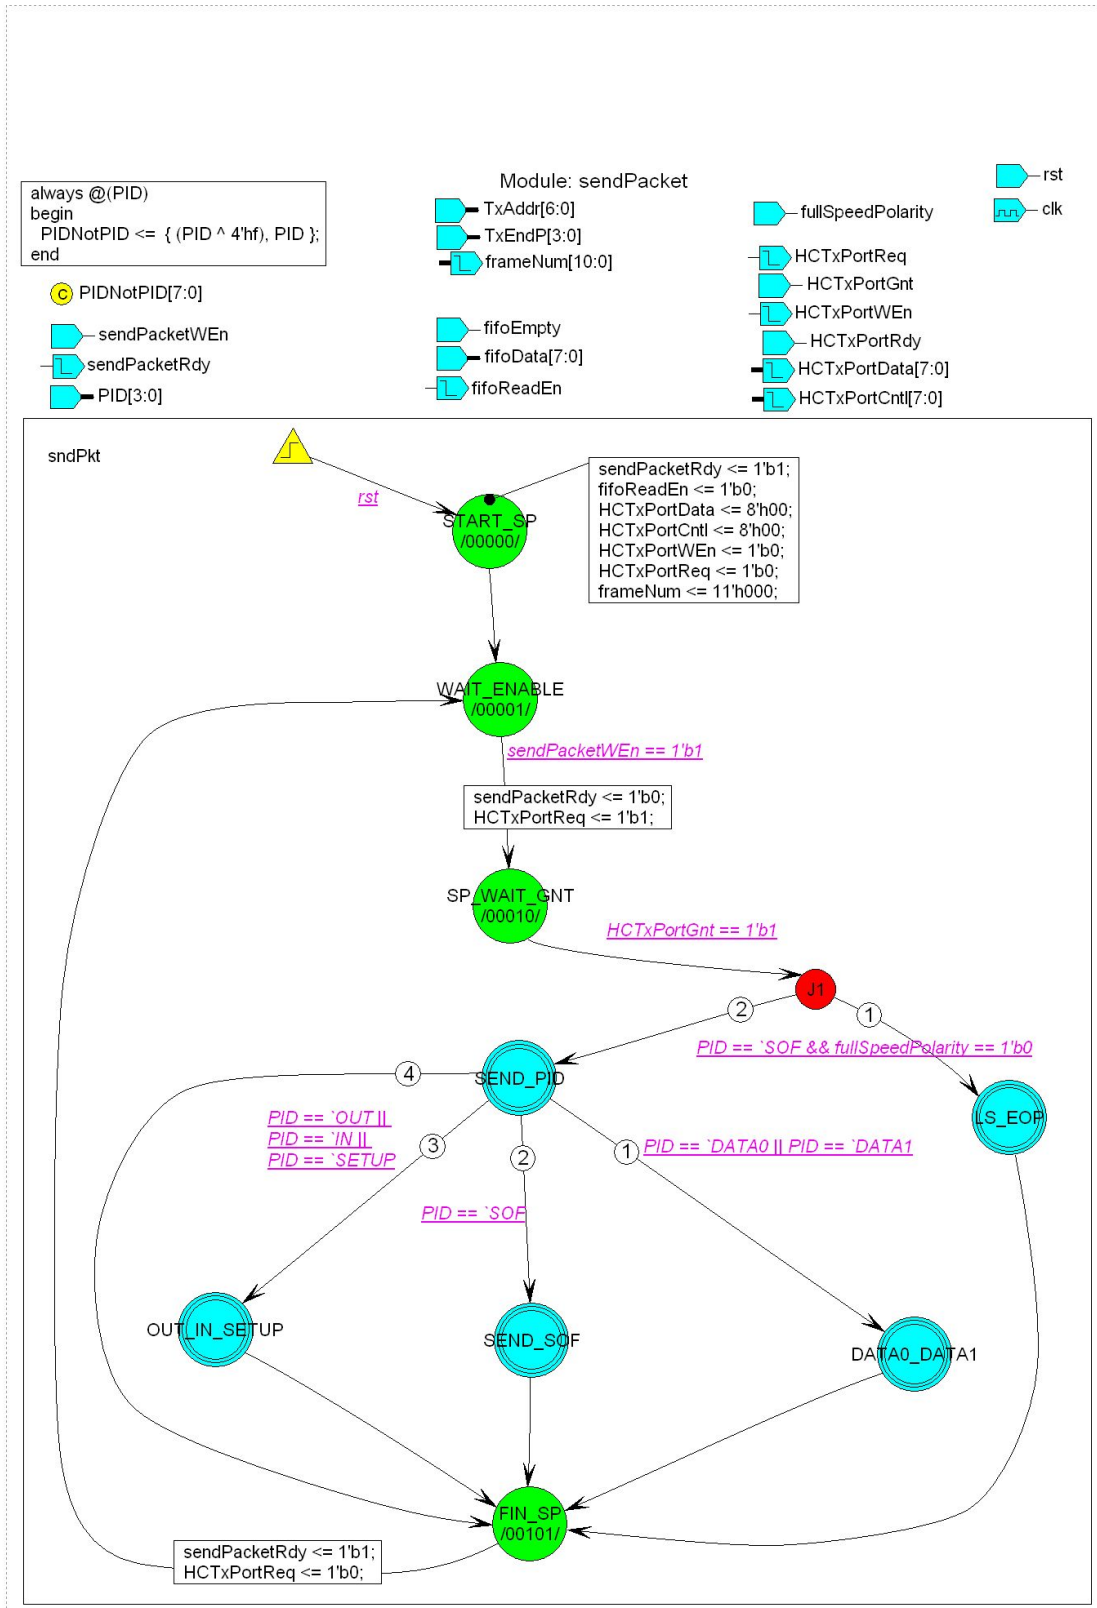 Module: sendPacket
always @(PID)
begin
PIDNotPID <= { (PID ^ 4'hf), PID };
end
PIDNotPID[7:0]
C
sendPacketWEn
sendPacketRdy
PID[3:0]
TxAddr[6:0]
TxEndP[3:0]
frameNum[10:0]
fifoEmpty
fifoData[7:0]
fifoReadEn
fullSpeedPolarity
HCTxPortReq
HCTxPortGnt
HCTxPortWEn
HCTxPortRdy
HCTxPortData[7:0]
HCTxPortCntl[7:0]
rst
clk
sndPkt
rst
START_SP
/00000/
sendPacketRdy <= 1'b1;
fifoReadEn <= 1'b0;
HCTxPortData <= 8'h00;
HCTxPortCntl <= 8'h00;
HCTxPortWEn <= 1'b0;
HCTxPortReq <= 1'b0;
frameNum <= 11'h000;
WAIT_ENABLE
/00001/
sendPacketWEn == 1'b1
sendPacketRdy <= 1'b0;
HCTxPortReq <= 1'b1;
SP_WAIT_GNT
/00010/
HCTxPortGnt == 1'b1
J1
2
1
PID == `SOF && fullSpeedPolarity == 1'b0
SEND_PID
LS_EOP
4
PID == `OUT ||
PID == `IN ||
PID == `SETUP
3
2
1
PID == `DATA0 || PID == `DATA1
PID == `SOF
OUT_IN_SETUP
SEND_SOF
DATA0_DATA1
FIN_SP
/00101/
sendPacketRdy <= 1'b1;
HCTxPortReq <= 1'b0;